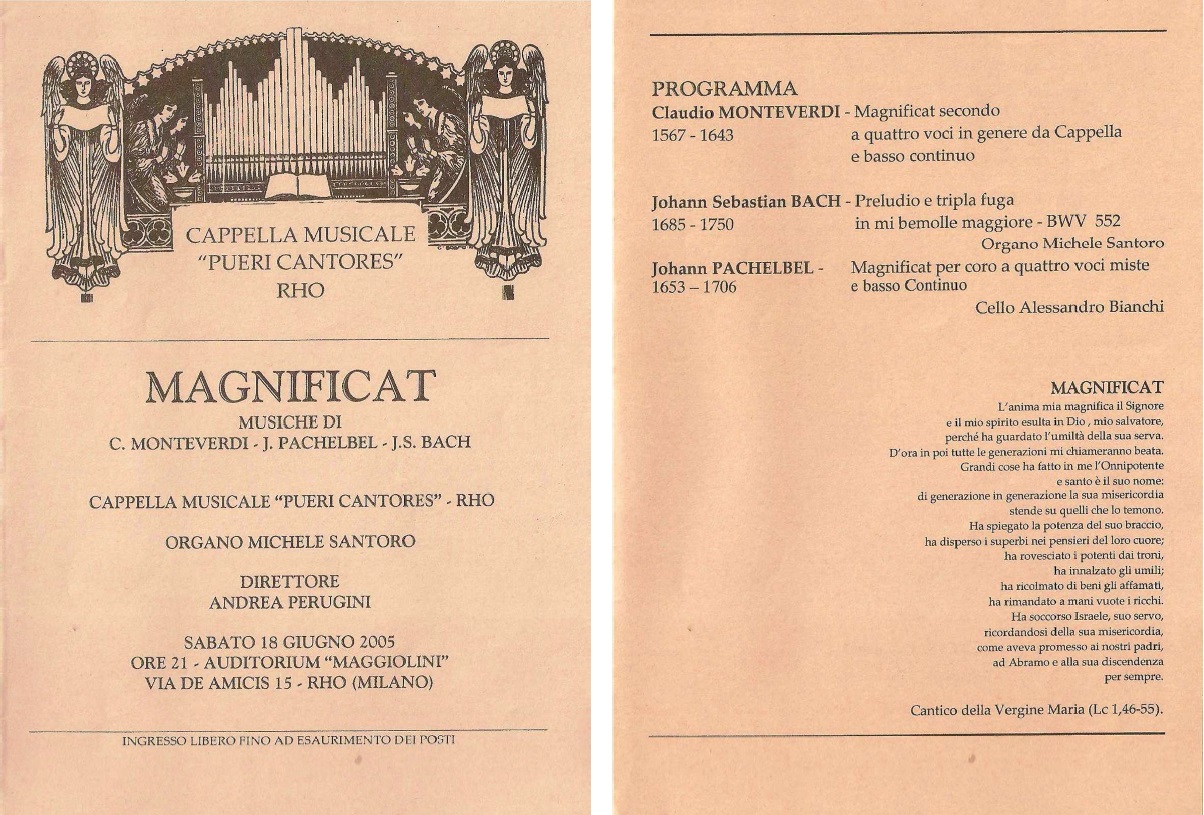 CAPPELLA MUSICALE
"PUERI CANTORES"
RHO
MAGNIFICAT
MUSICHE DI
C. MONTEVERDI - J. PACHELBEL - J.S. BACH
CAPPELLA MUSICALE "PUERI CANTORES" - RHO
ORGANO MICHELE SANTORO
DIRETTORE
ANDREA PERUGINI
SABATO 18 GIUGNO 2005
ORE 21 - AUDITORIUM "MAGGIOLINI"
VIA DE AMICIS 15 - RHO (MILANO)
INGRESSO LIBERO FINO AD ESAURIMENTO DEI POSTI
PROGRAMMA
Claudio MONTEVERDI - Magnificat secondo
1567 - 1643 a quattro voci in genere da Cappella
e basso continuo
Johann Sebastian BACH - Preludio e tripla fuga
1685 - 1750 in mi bemolle maggiore - BWV 552
Organo Michele Santoro
Johann PACHELBEL - Magnificat per coro a quattro voci miste
1653 – 1706 e basso Continuo
Cello Alessandro Bianchi
MAGNIFICAT
L'anima mia magnifica il Signore
e il mio spirito esulta in Dio , mio salvatore,
perché ha guardato l'umiltà della sua serva.
D'ora in poi tutte le generazioni mi chiameranno beata.
Grandi cose ha fatto in me l'Onnipotente
e santo è il suo nome:
di generazione in generazione la sua misericordia
stende su quelli che lo temono.
Ha spiegato la potenza del suo braccio,
ha disperso i superbi nei pensieri del loro cuore;
ha rovesciato i potenti dai troni,
ha innalzato gli umili;
ha ricolmato di beni gli affamati,
ha rimandato a mani vuote i ricchi.
Ha soccorso Israele, suo servo,
ricordandosi della sua misericordia,
come aveva promesso ai nostri padri,
ad Abramo e alla sua discendenza
per sempre.
Cantico della Vergine Maria (Lc 1,46-55).